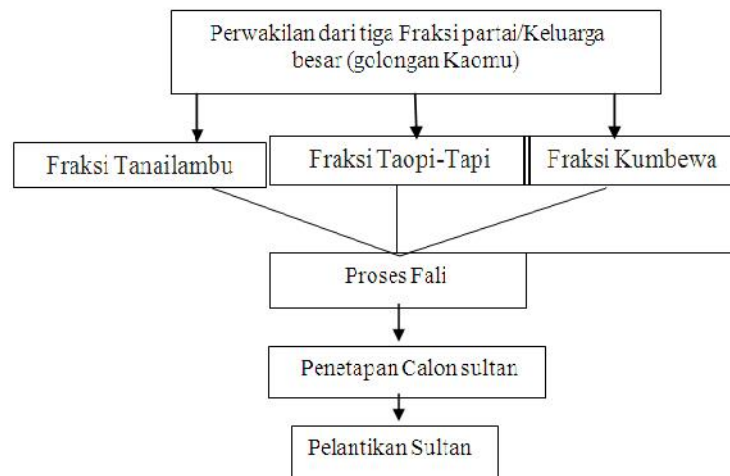 Perwakilan dari tiga Fraksi partai/Keluarga
besar (golongan Kaomu)
Fraksi Tanailambu
Fraksi Taopi-Tapi
Fraksi Kumbewa
Proses Fali
Penetapan Calon sultan
Pelantikan Sultan